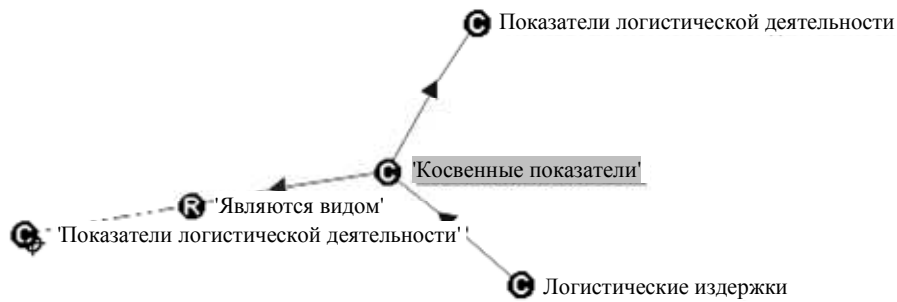 C Показатели логистической деятельности
C 'Косвенные показатели'
R 'Являются видом'
C 'Показатели логистической деятельности'
C Логистические издержки